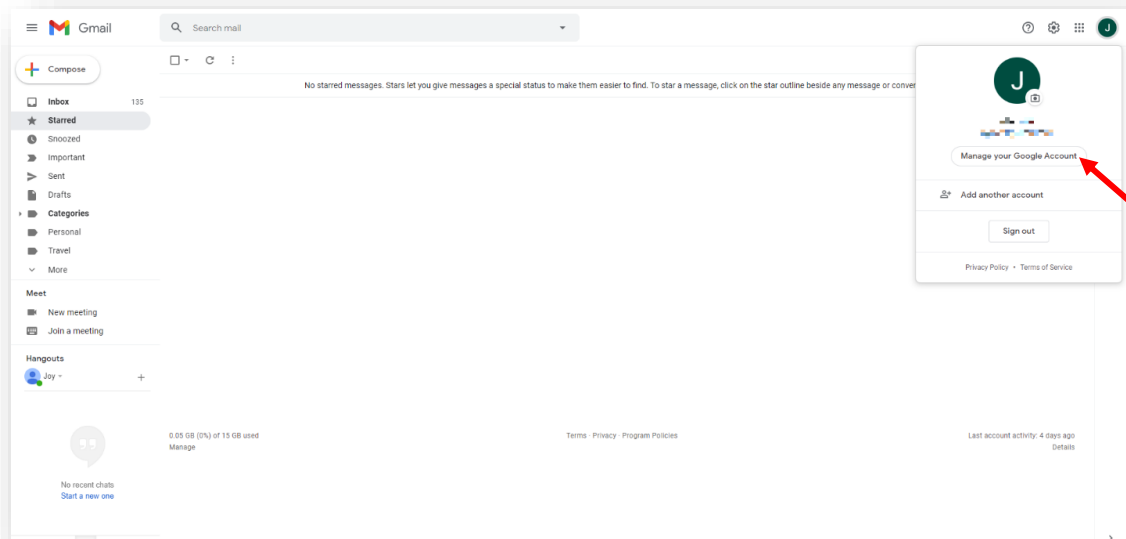 Gmail
Search mail
J
Compose
No starred messages. Stars let you give messages a special status to make them easier to find. To star a message, click on the star outline beside any message or conver
J
Inbox 135
Starred
Snoozed
Important
Manage your Google Account
Sent
Drafts
Add another account
Categories
Personal
Sign out
Travel
More
Privacy Policy • Terms of Service
Meet
New meeting
Join a meeting
Hangouts
Joy
0.05 GB (0%) of 15 GB used
Manage
Terms · Privacy · Program Policies
Last account activity: 4 days ago
Details
No recent chats
Start a new one